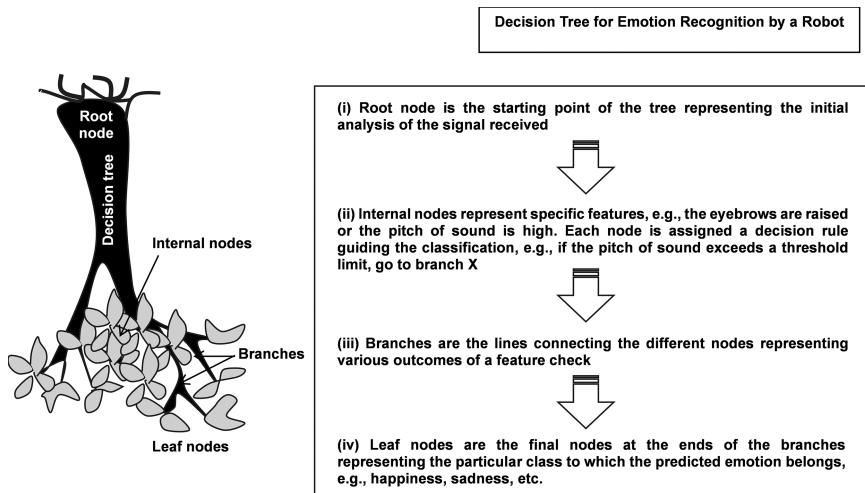 Decision Tree for Emotion Recognition by a Robot
Root
node
Decision tree
Internal nodes
Branches
Leaf nodes
(i) Root node is the starting point of the tree representing the initial
analysis of the signal received
(ii) Internal nodes represent specific features, e.g., the eyebrows are raised
or the pitch of sound is high. Each node is assigned a decision rule
guiding the classification, e.g., if the pitch of sound exceeds a threshold
limit, go to branch X
(iii) Branches are the lines connecting the different nodes representing
various outcomes of a feature check
(iv) Leaf nodes are the final nodes at the ends of the branches
representing the particular class to which the predicted emotion belongs,
e.g., happiness, sadness, etc.